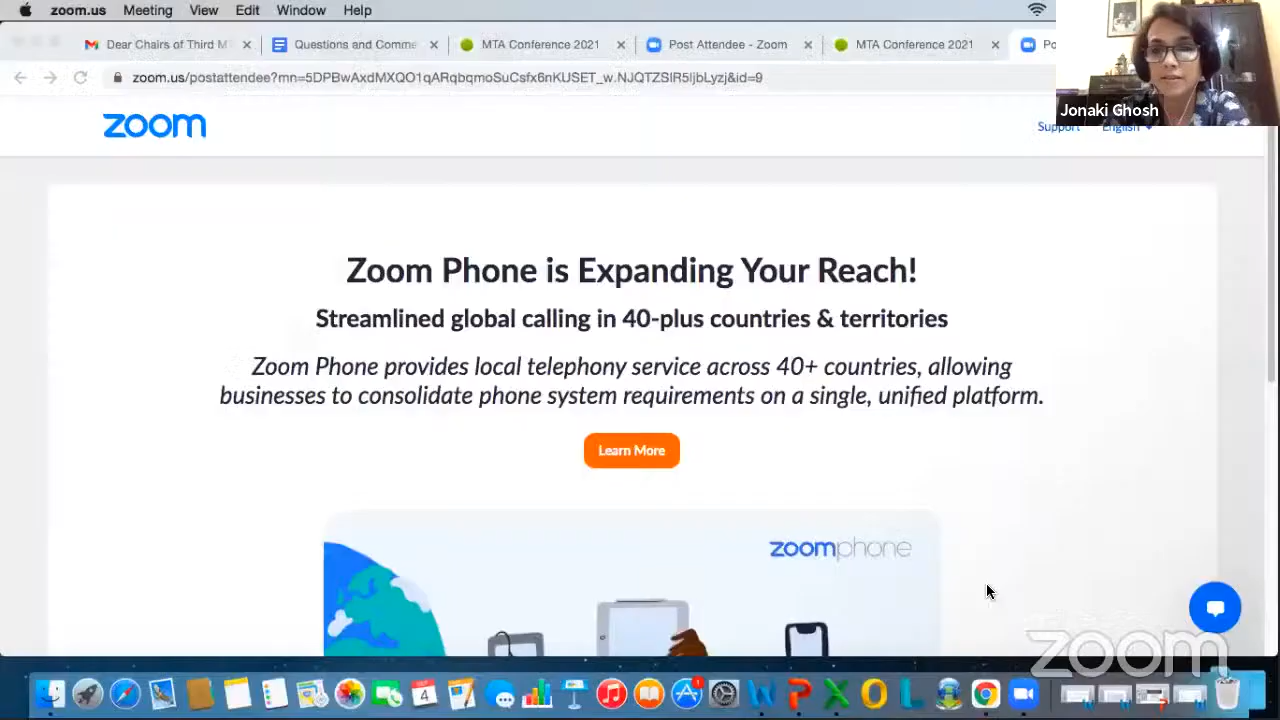 zoom.us Meeting View Edit Window Help
Dear Chairs of Third M
Questions and Comme
MTA Conference 2021
Post Attendee - Zoom
MTA Conference 2021
Po
zoom
Support English
Jonaki Ghosh
Zoom Phone is Expanding Your Reach!
Streamlined global calling in 40-plus countries & territories
Zoom Phone provides local telephony service across 40+ countries, allowing
businesses to consolidate phone system requirements on a single, unified platform.
Learn More
zoomphone
zoom
4